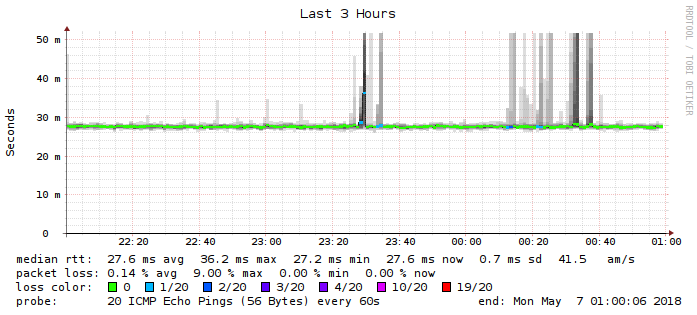 Last 3 Hours
RRDTOOL / TOBI OETIKER
Seconds
50 m
40 m
30 m
20 m
10 m
0
22:20 22:40 23:00 23:20 23:40 00:00 00:20 00:40 01:00
median rtt: 27.6 ms avg 36.2 ms max 27.2 ms min 27.6 ms now 0.7 ms sd 41.5 am/s
packet loss: 0.14 % avg 9.00 % max 0.00 % min 0.00 % now
loss color: 0 1/20 2/20 3/20 4/20 10/20 19/20
probe: 20 ICMP Echo Pings (56 Bytes) every 60s end: Mon May 7 01:00:06 2018